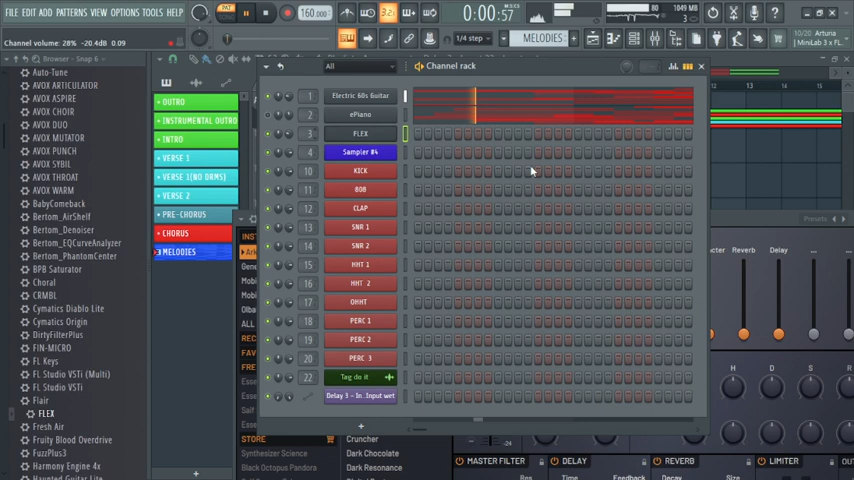 FILE EDIT ADD PATTERNS VIEW OPTIONS TOOLS HELP
PAT
3.2
160.000
0:00:57
1049 MB
Channel volume: 28% -20.4dB 0.09
1/4 step
MELODIES
10/20 Arturia
MiniLab 3
Browser - Snap 6
Auto-Tune
AVOX ARTICULATOR
AVOX ASPIRE
AVOX CHOIR
AVOX DUO
AVOX MUTATOR
AVOX PUNCH
AVOX SYBIL
AVOX THROAT
AVOX WARM
BabyComeback
Bertom_AirShelf
Bertom_Denoiser
Bertom_EQCurveAnalyzer
Bertom_PhantomCenter
BPB Saturator
Choral
CRMBL
Cymatics Diablo Lite
Cymatics Origin
DirtyFilterPlus
FIN-MICRO
FL Keys
FL Studio VSTi (Multi)
FL Studio VSTi
Flair
FLEX
Fresh Air
Fruity Blood Overdrive
FuzzPlus3
Harmony Engine 4x
OUTRO
INSTRUMENTAL OUTRO
INTRO
VERSE 1
VERSE 1(NO DRMS)
VERSE 2
PRE-CHORUS
CHORUS
MELODIES
All
Channel rack
1 Electric 60s Guitar
2 ePiano
3 FLEX
4 Sampler #4
10 KICK
11 808
12 CLAP
13 SNR 1
14 SNR 2
15 HHT 1
16 HHT 2
17 OHHT
18 PERC 1
19 PERC 2
20 PERC 3
22 Tag do it
Delay 3 - In. Input wet
12 13 14 15
Presets
Reverb Delay ... ...
H D S R
STORE
Synthesizer Science
Black Octopus Pandora
Cruncher
Dark Chocolate
Dark Resonance
-24
MASTER FILTER
DELAY
REVERB
LIMITER
Time Feedback